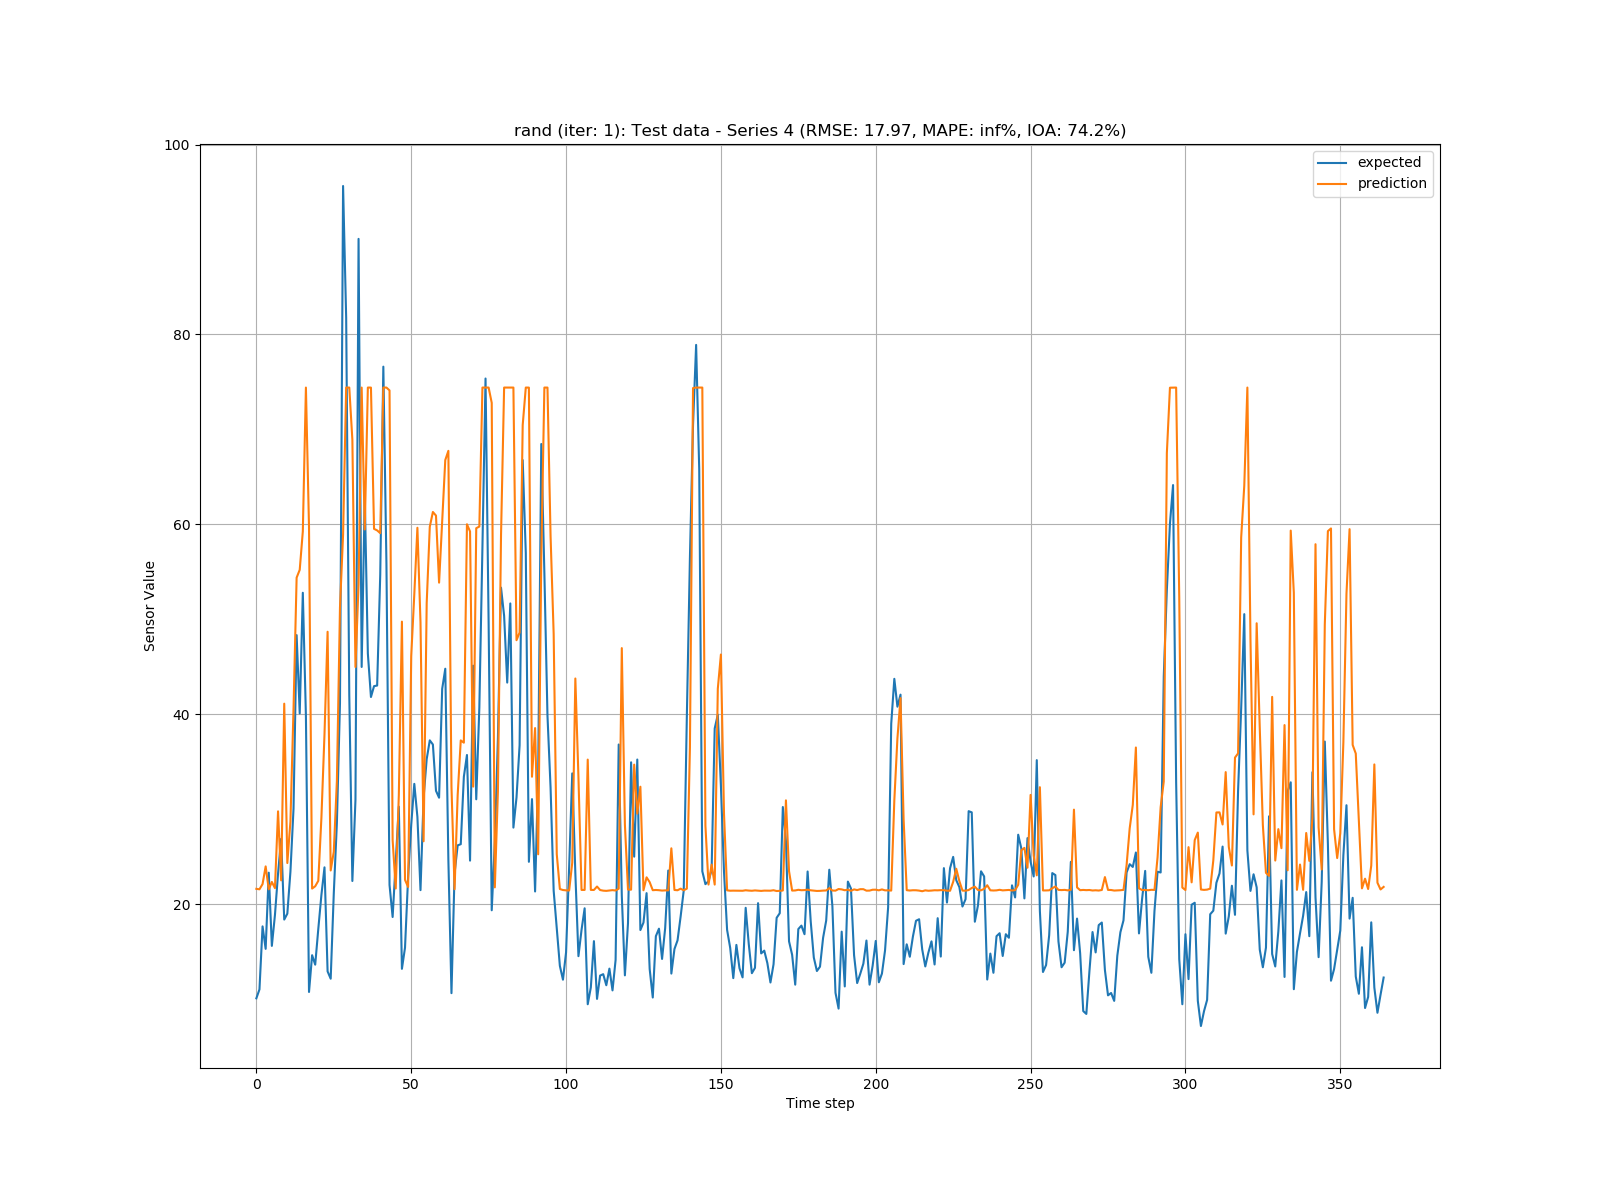 rand (iter: 1): Test data - Series 4 (RMSE: 17.97, MAPE: inf%, IOA: 74.2%)
expected
prediction
100
80
60
40
20
Sensor Value
0 50 100 150 200 250 300 350
Time step